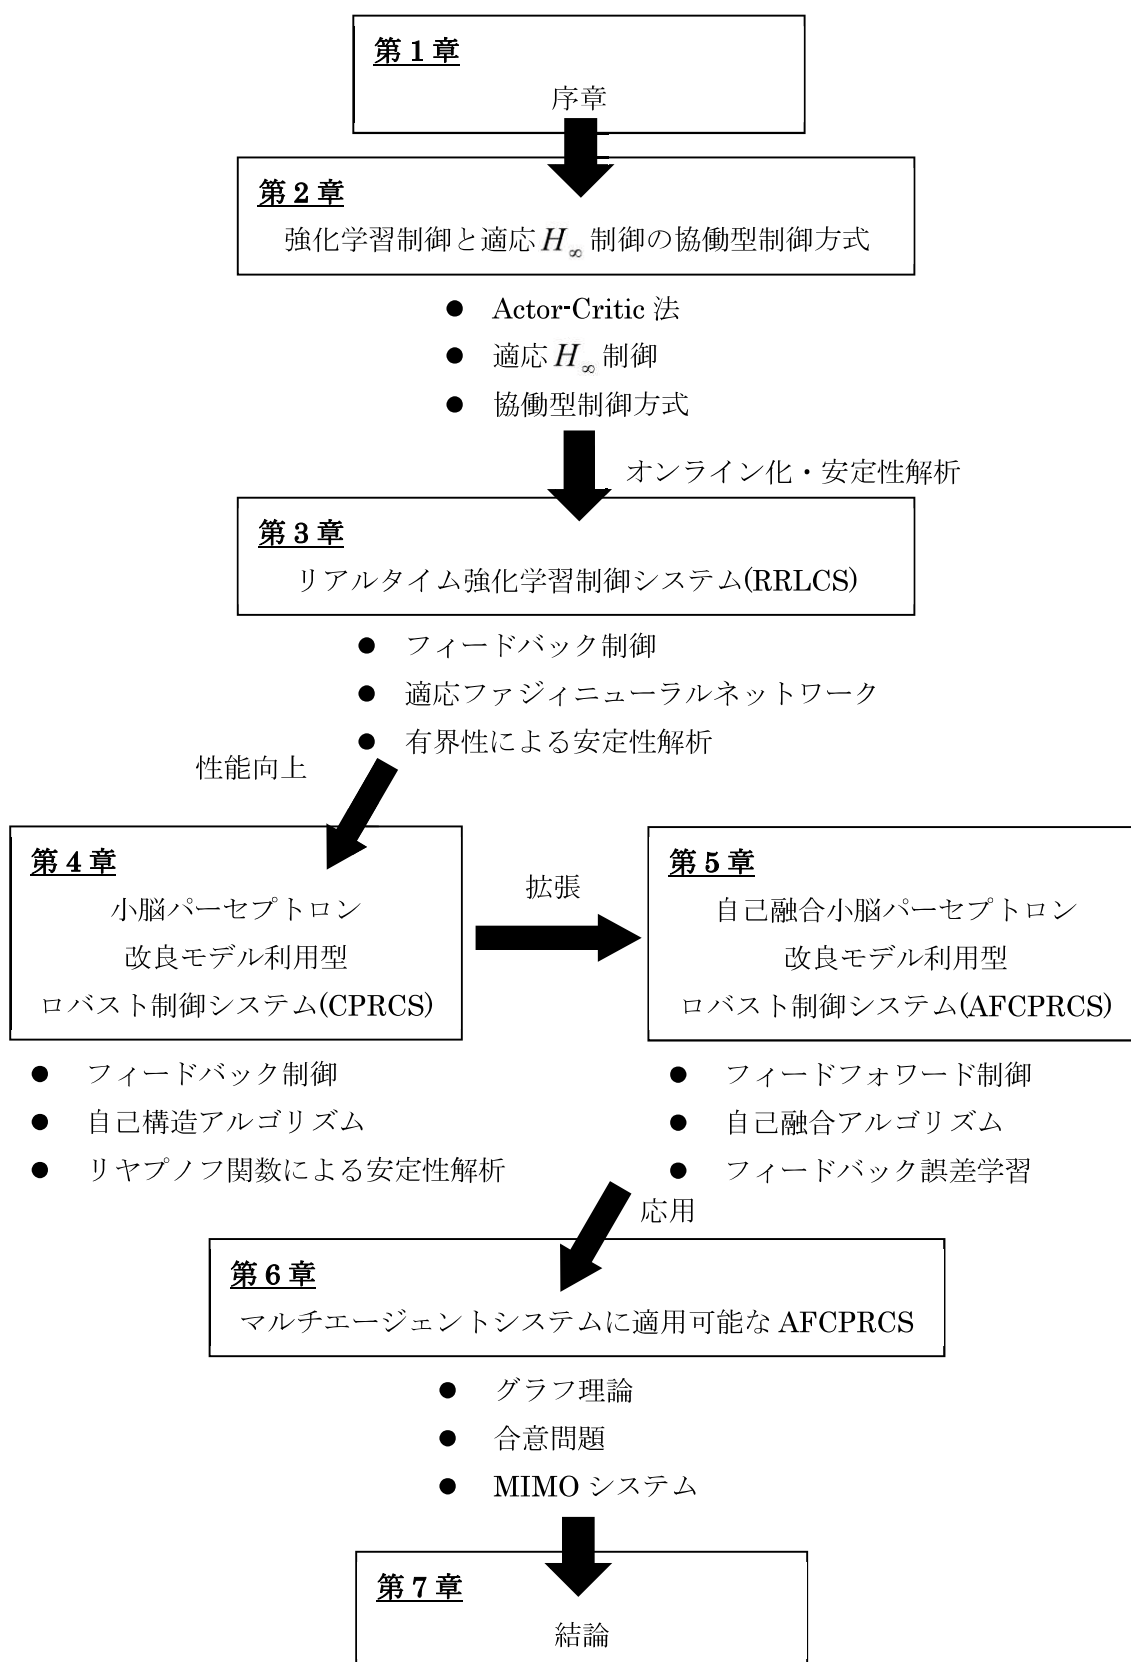 第1章
序章
第2章
強化学習制御と適応 H∞ 制御の協働型制御方式
● Actor-Critic 法
● 適応 H∞ 制御
● 協働型制御方式
オンライン化・安定性解析
第3章
リアルタイム強化学習制御システム(RRLCS)
● フィードバック制御
● 適応ファジィニューラルネットワーク
● 有界性による安定性解析
性能向上
第4章
小脳パーセプトロン
改良モデル利用型
ロバスト制御システム(CPRCS)
● フィードバック制御
● 自己構造アルゴリズム
● リヤプノフ関数による安定性解析
拡張
第5章
自己融合小脳パーセプトロン
改良モデル利用型
ロバスト制御システム(AFCPRCS)
● フィードフォワード制御
● 自己融合アルゴリズム
● フィードバック誤差学習
応用
第6章
マルチエージェントシステムに適用可能な AFCPRCS
● グラフ理論
● 合意問題
● MIMO システム
第7章
結論